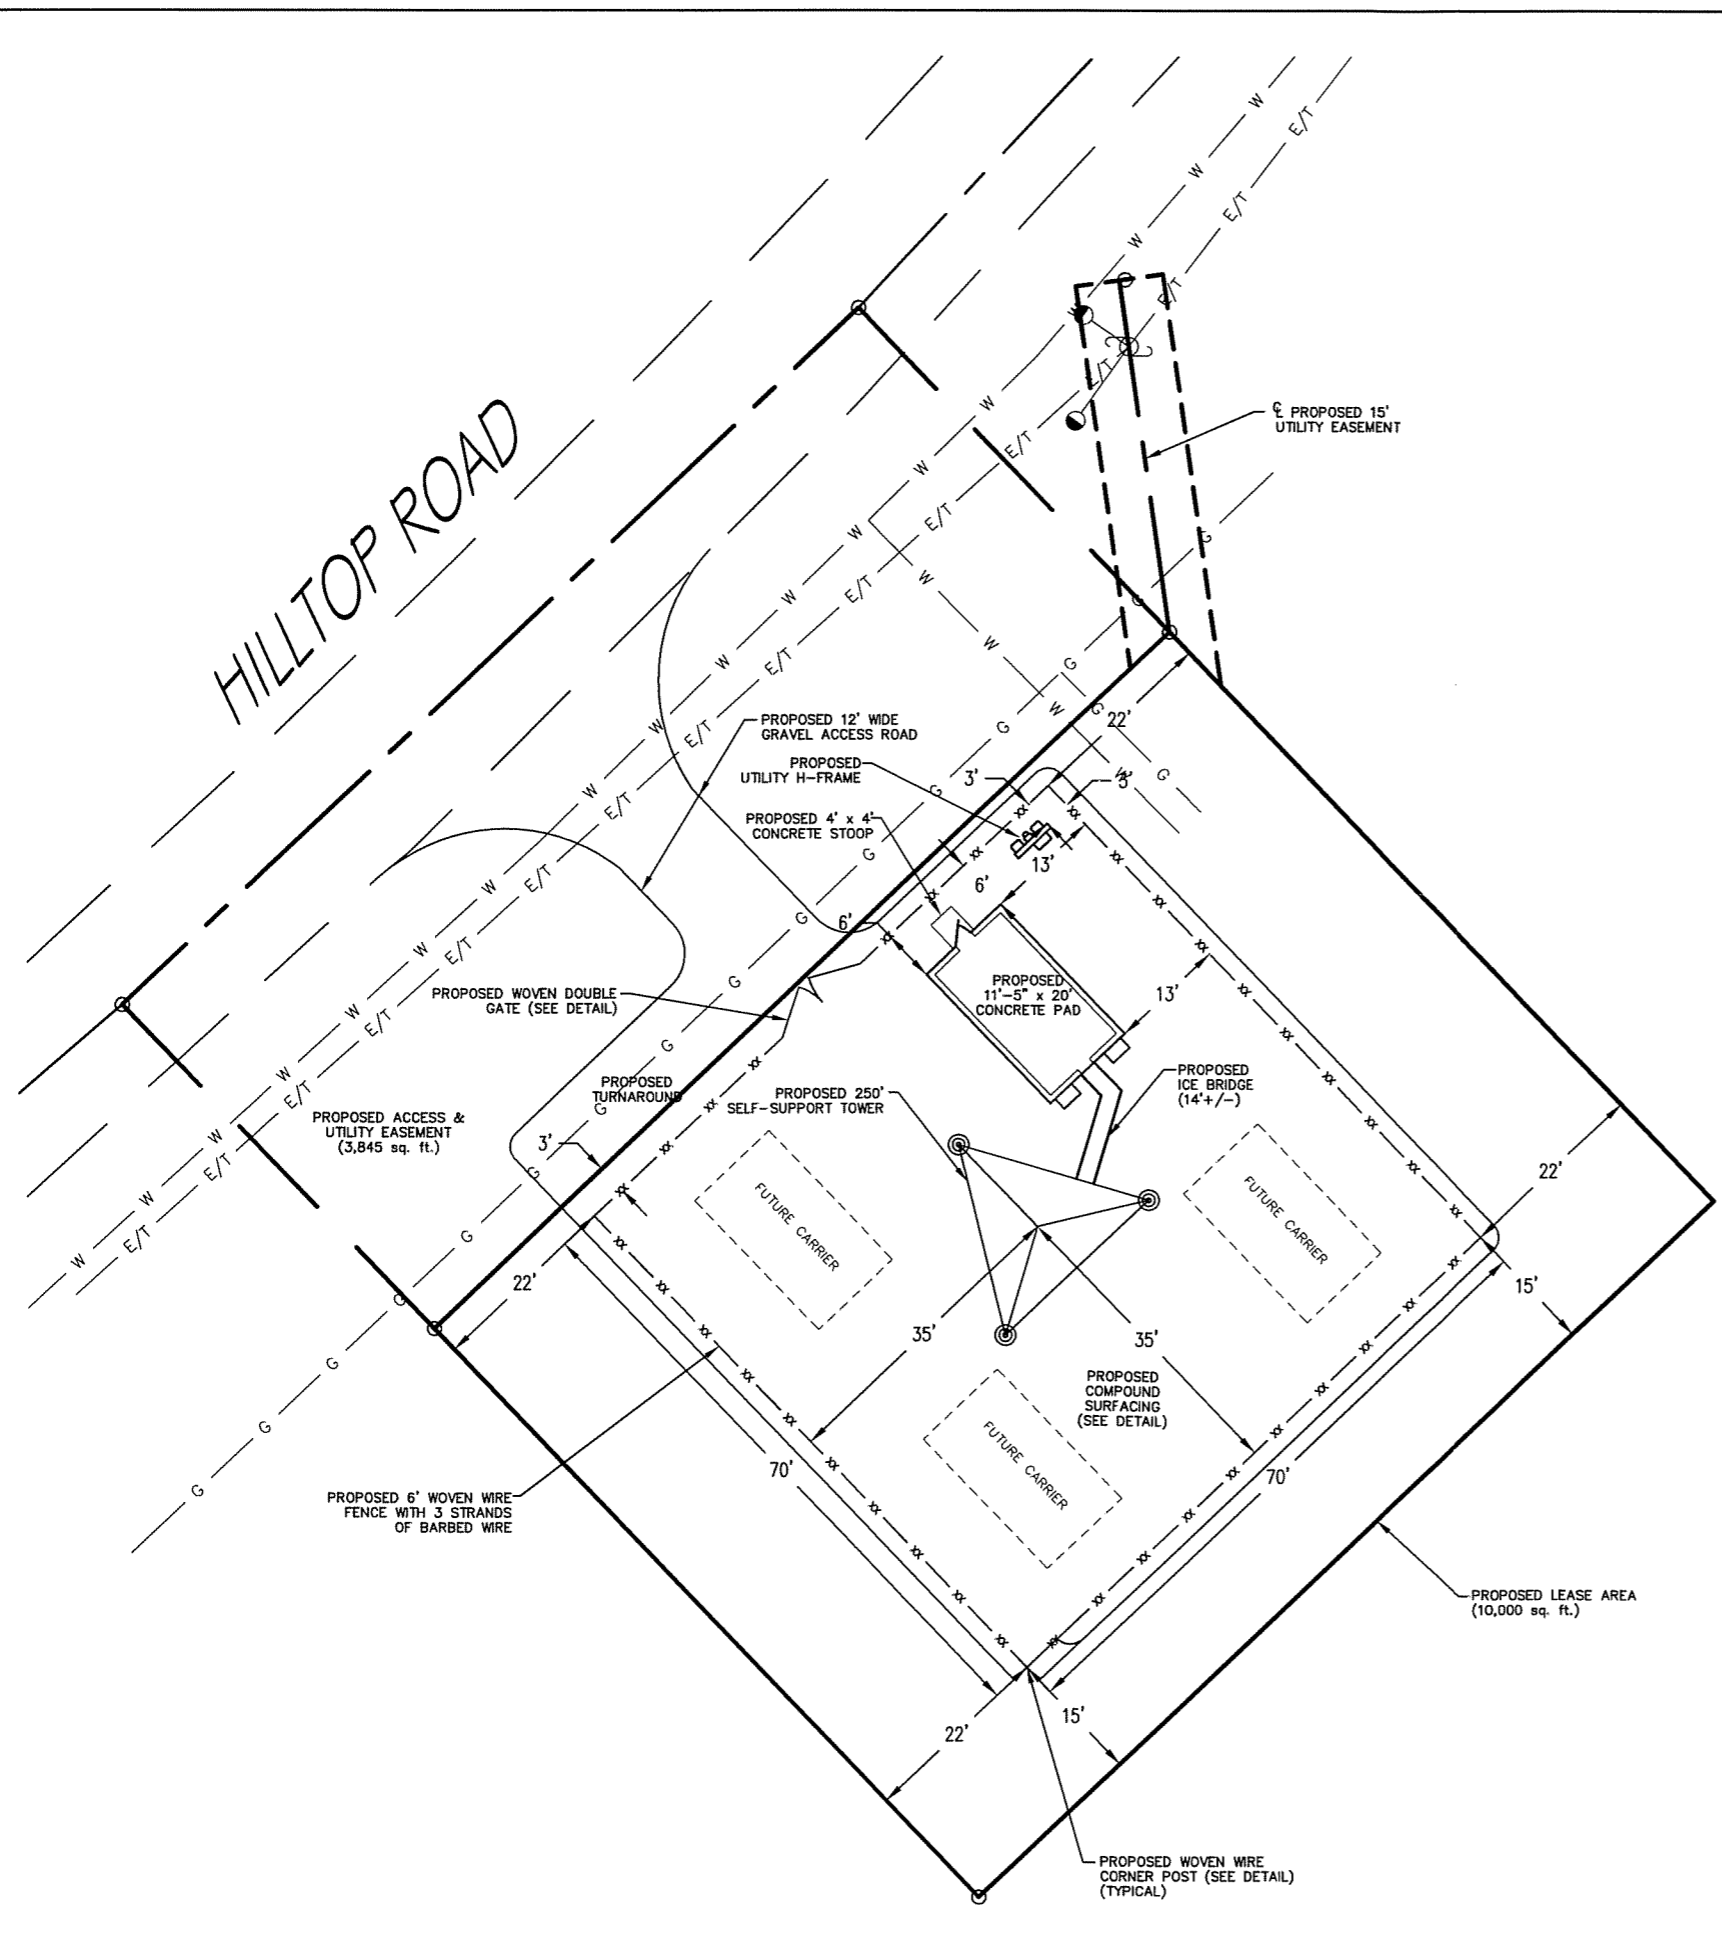 HILLTOP ROAD
℄ PROPOSED 15'
UTILITY EASEMENT
PROPOSED 12' WIDE
GRAVEL ACCESS ROAD
PROPOSED
UTILITY H-FRAME
PROPOSED 4' x 4'
CONCRETE STOOP
22'
3'
3'
13'
6'
6'
PROPOSED
11'-5" x 20'
CONCRETE PAD
13'
PROPOSED WOVEN DOUBLE
GATE (SEE DETAIL)
PROPOSED
TURNAROUND
PROPOSED ACCESS &
UTILITY EASEMENT
(3,845 sq. ft.)
3'
PROPOSED 250'
SELF-SUPPORT TOWER
PROPOSED
ICE BRIDGE
(14'+/-)
FUTURE CARRIER
FUTURE CARRIER
22'
22'
15'
35'
35'
PROPOSED
COMPOUND
SURFACING
(SEE DETAIL)
FUTURE CARRIER
70'
70'
PROPOSED 6' WOVEN WIRE
FENCE WITH 3 STRANDS
OF BARBED WIRE
PROPOSED LEASE AREA
(10,000 sq. ft.)
22'
15'
PROPOSED WOVEN WIRE
CORNER POST (SEE DETAIL)
(TYPICAL)
W W W W W W W W W W W W W W W W W W
E/T E/T E/T E/T E/T E/T E/T E/T E/T E/T E/T E/T E/T E/T
G G G G G G G G G G G G G G G G
W W W W
G G